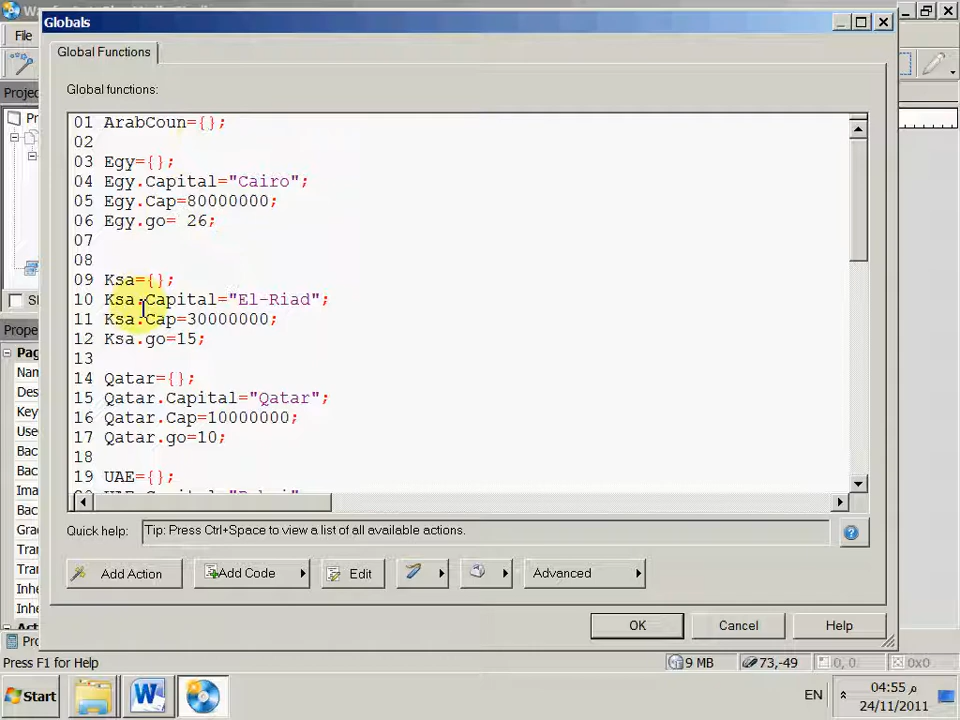 Globals
File
Global Functions
Global functions:
01 ArabCoun={};
02
03 Egy={};
04 Egy.Capital="Cairo";
05 Egy.Cap=80000000;
06 Egy.go= 26;
07
08
09 Ksa={};
10 Ksa.Capital="El-Riad";
11 Ksa.Cap=30000000;
12 Ksa.go=15;
13
14 Qatar={};
15 Qatar.Capital="Qatar";
16 Qatar.Cap=10000000;
17 Qatar.go=10;
18
19 UAE={};
Quick help:
Tip: Press Ctrl+Space to view a list of all available actions.
Add Action
Add Code
Edit
Advanced
OK
Cancel
Help
Press F1 for Help
9 MB
73,-49
0, 0
0x0
Start
EN
04:55 م
24/11/2011